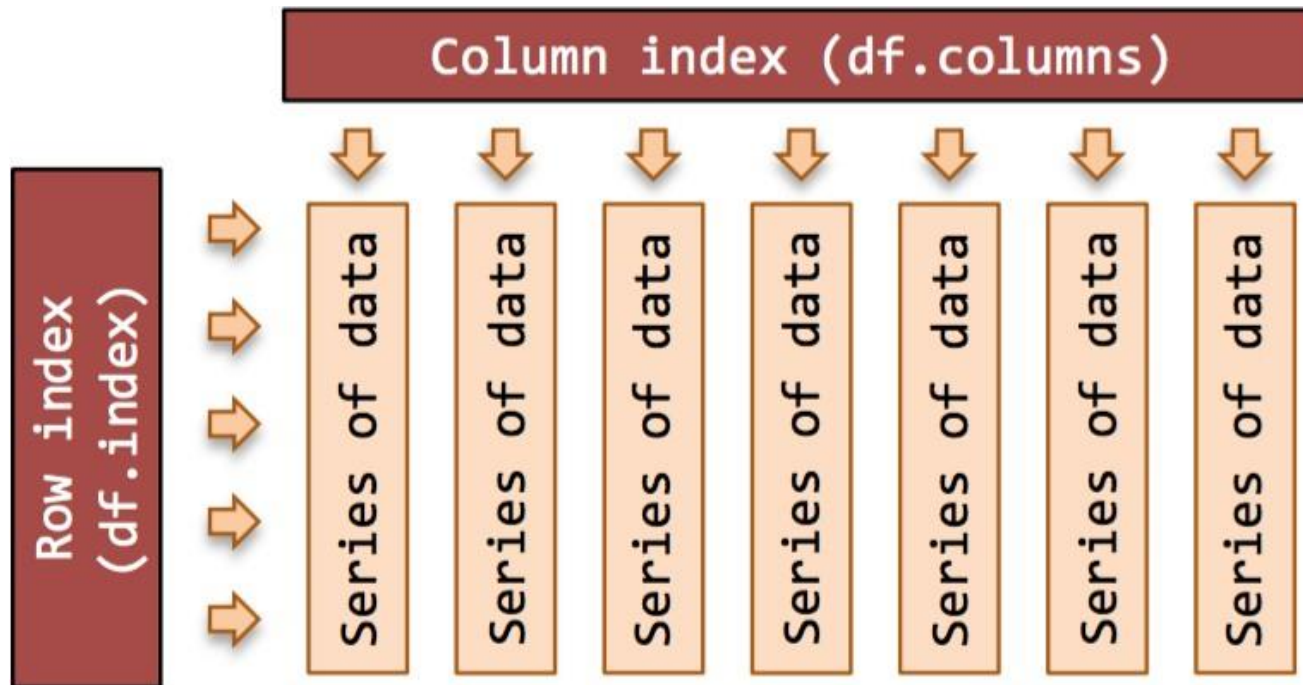 Column index (df.columns)
Row index
(df.index)
Series of data
Series of data
Series of data
Series of data
Series of data
Series of data
Series of data